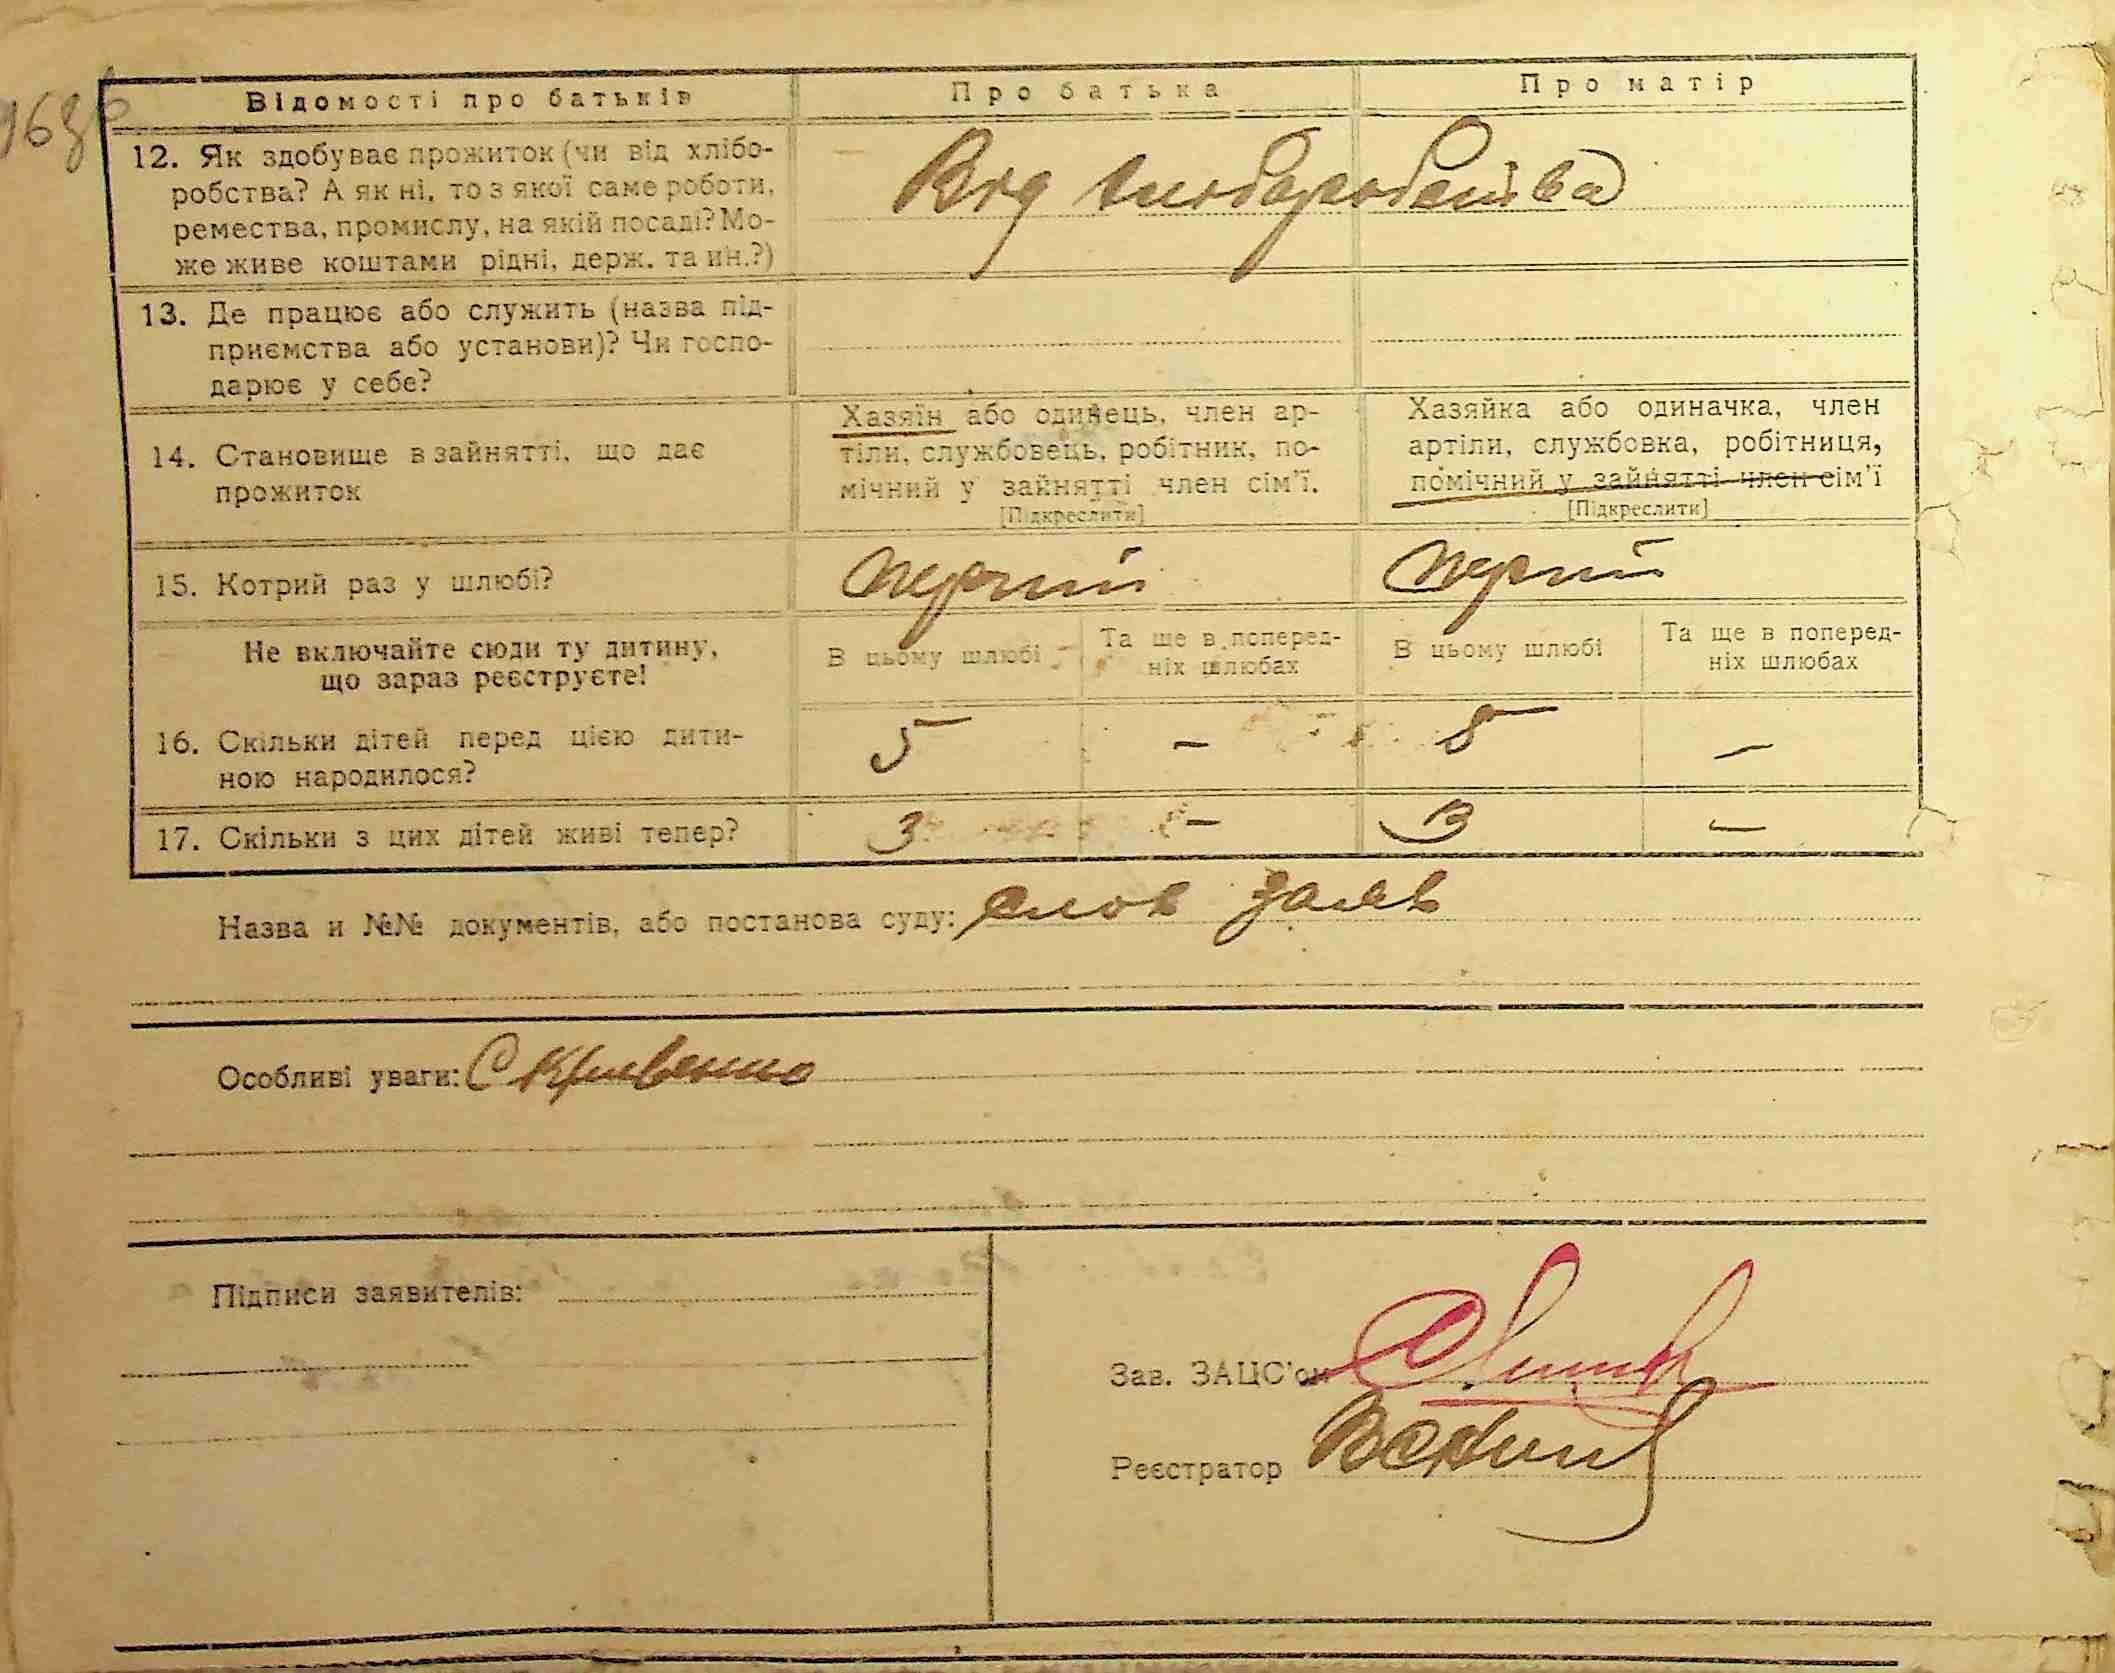 163зв
Відомості про батьків Про батька Про матір
12. Як здобуває прожиток (чи від хлібо-
робства? А як ні, то з якої саме роботи,
ремества, промислу, на якій посаді? Мо-
же живе коштами рідні, держ. та ин.?)
Від хлібороб
13. Де працює або служить (назва під-
приємства або установи)? Чи госпо-
дарює у себе?
14. Становище в зайнятті, що дає
прожиток
Хазяїн або одинець, член ар-
тіли, службовець, робітник, по-
мічний у зайнятті член сім'ї.
[Підкреслити]
Хазяйка або одиначка, член
артіли, службовка, робітниця,
помічний у зайнятті член сім'ї
[Підкреслити]
15. Котрий раз у шлюбі?
Перший Перший
Не включайте сюди ту дитину,
що зараз реєструєте!
В цьому шлюбі
Та ще в поперед-
ніх шлюбах
В цьому шлюбі
Та ще в поперед-
ніх шлюбах
16. Скільки дітей перед цією дити-
ною народилося?
5 - 5 -
17. Скільки з цих дітей живі тепер? 3 - 3 -
Назва и №№ документів, або постанова суду: слов заяв
Особливі уваги: С Кривенко
Підписи заявителів:
Зав. ЗАЦС'ом
Реєстратор